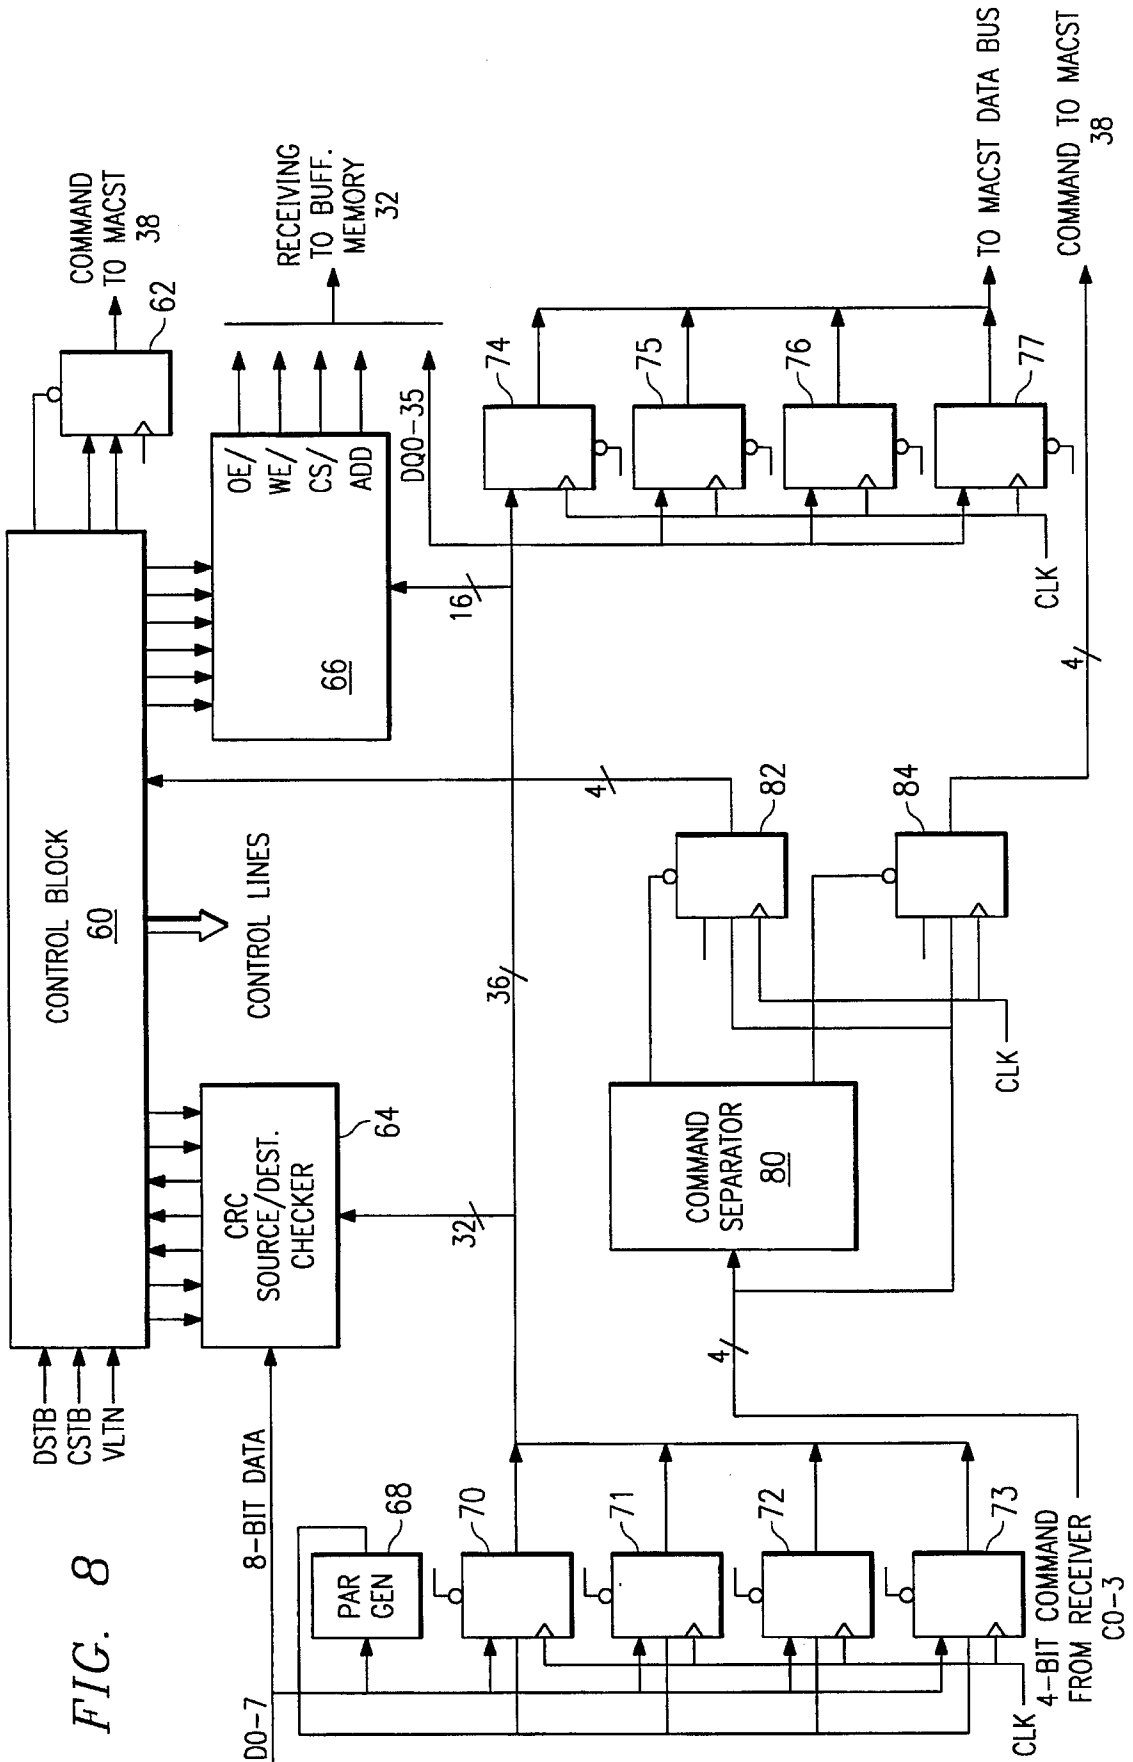 FIG. 8
DSTB
CSTB
VLTN
CONTROL BLOCK
60
CONTROL LINES
COMMAND
TO MACST
38
62
CRC
SOURCE/DEST.
CHECKER
64
OE/
WE/
CS/
ADD
66
RECEIVING
TO BUFF.
MEMORY
32
DQ0-35
8-BIT DATA
D0-7
PAR
GEN
68
70
71
72
73
CLK
32
36
16
74
75
76
77
CLK
TO MACST DATA BUS
4-BIT COMMAND
FROM RECEIVER
C0-3
4
COMMAND
SEPARATOR
80
4
82
84
CLK
4
COMMAND TO MACST
38